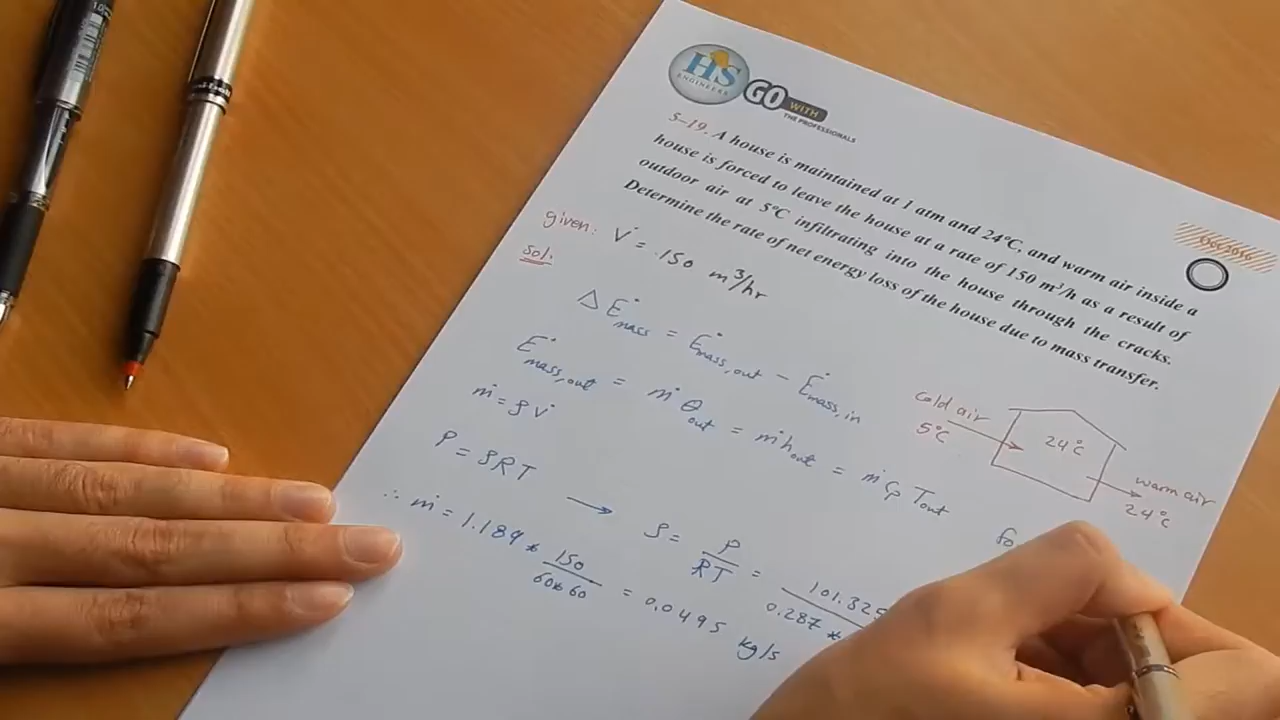 HS
ENGINEERS
GO WITH
THE PROFESSIONALS
5-19. A house is maintained at 1 atm and 24°C, and warm air inside a
house is forced to leave the house at a rate of 150 m³/h as a result of
outdoor air at 5°C infiltrating into the house through the cracks.
Determine the rate of net energy loss of the house due to mass transfer.
given: V̇ = 150 m³/hr
sol.
ΔĖmass = Ėmass,out − Ėmass,in
Ėmass,out = ṁ θout = ṁ hout = ṁ Cp Tout
ṁ = ρ V̇
P = ρRT → ρ = P/RT = 101.325 / 0.287 *
∴ ṁ = 1.189 * 150 / 60*60 = 0.0495 kg/s
cold air
5°C
24°C
warm air
24°C